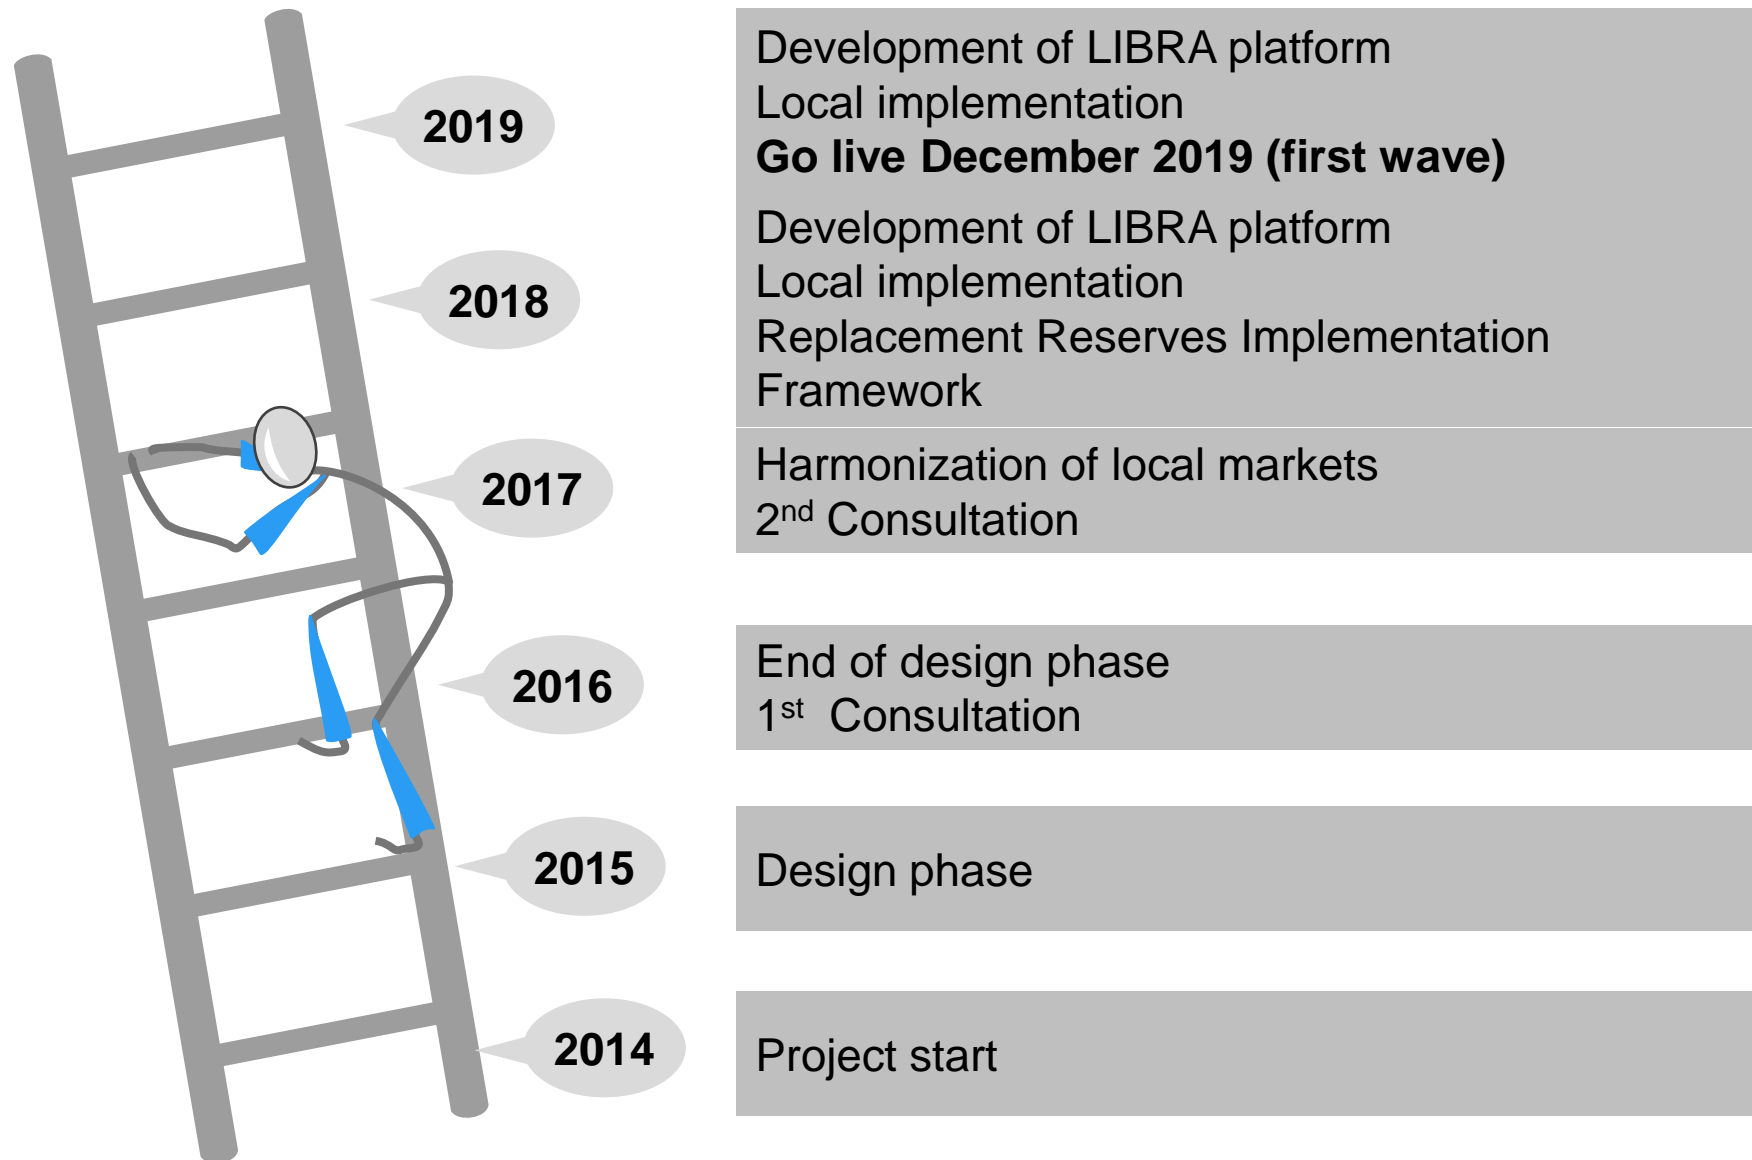 2019
Development of LIBRA platform
Local implementation
Go live December 2019 (first wave)
2018
Development of LIBRA platform
Local implementation
Replacement Reserves Implementation
Framework
2017
Harmonization of local markets
2nd Consultation
2016
End of design phase
1st Consultation
2015
Design phase
2014
Project start